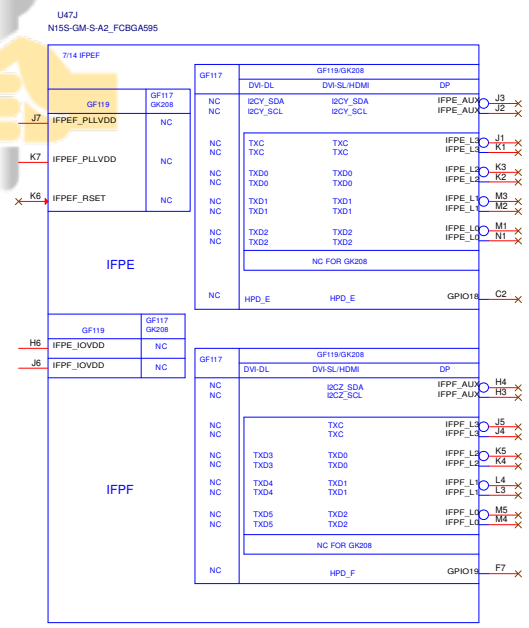 U47J
N15S-GM-S-A2_FCBGA595
7/14 IFPEF
GF119 GF117 GK208
J7 IFPEF_PLLVDD NC
K7 IFPEF_PLLVDD NC
K6 IFPEF_RSET NC
IFPE
GF117 GF119/GK208
DVI-DL DVI-SL/HDMI DP
NC I2CY_SDA I2CY_SDA IFPE_AUX J3
NC I2CY_SCL I2CY_SCL IFPE_AUX J2
NC TXC TXC IFPE_L3 J1
NC TXC TXC IFPE_L3 K1
NC TXD0 TXD0 IFPE_L2 K3
NC TXD0 TXD0 IFPE_L2 K2
NC TXD1 TXD1 IFPE_L1 M3
NC TXD1 TXD1 IFPE_L1 M2
NC TXD2 TXD2 IFPE_L0 M1
NC TXD2 TXD2 IFPE_L0 N1
NC FOR GK208
NC HPD_E HPD_E GPIO18 C2
GF119 GF117 GK208
H6 IFPE_IOVDD NC
J6 IFPF_IOVDD NC
IFPF
GF117 GF119/GK208
DVI-DL DVI-SL/HDMI DP
NC I2CZ_SDA IFPF_AUX H4
NC I2CZ_SCL IFPF_AUX H3
NC TXC IFPF_L3 J5
NC TXC IFPF_L3 J4
NC TXD3 TXD0 IFPF_L2 K5
NC TXD3 TXD0 IFPF_L2 K4
NC TXD4 TXD1 IFPF_L1 L4
NC TXD4 TXD1 IFPF_L1 L3
NC TXD5 TXD2 IFPF_L0 M5
NC TXD5 TXD2 IFPF_L0 M4
NC FOR GK208
NC HPD_F GPIO19 F7